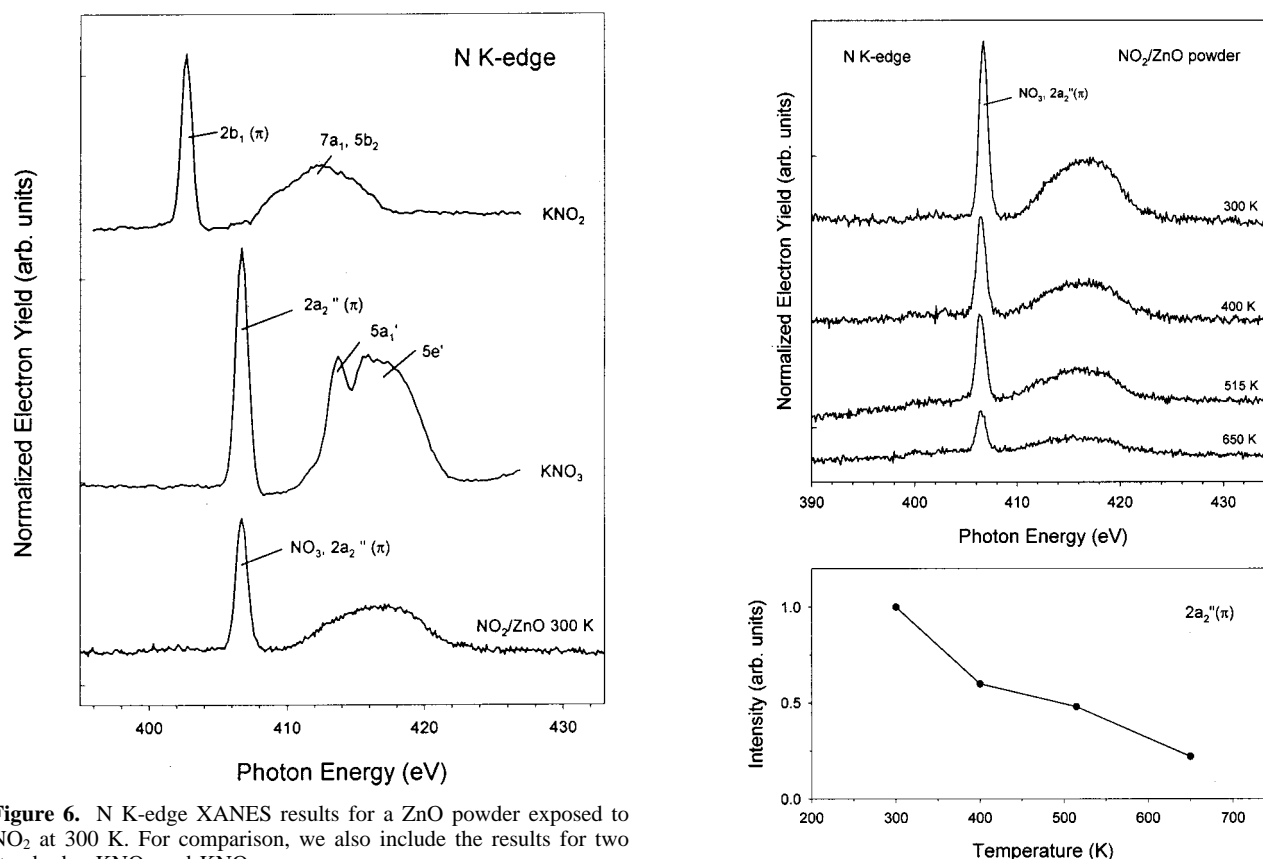 N K-edge
2b₁ (π)
7a₁, 5b₂
KNO₂
2a₂" (π)
5a₁'
5e'
KNO₃
NO₃, 2a₂" (π)
NO₂/ZnO 300 K
Normalized Electron Yield (arb. units)
400 410 420 430
Photon Energy (eV)
Figure 6. N K-edge XANES results for a ZnO powder exposed to
NO₂ at 300 K. For comparison, we also include the results for two
N K-edge
NO₂/ZnO powder
NO₃, 2a₂"(π)
300 K
400 K
515 K
650 K
Normalized Electron Yield (arb. units)
390 400 410 420 430
Photon Energy (eV)
2a₂"(π)
Intensity (arb. units)
1.0
0.5
0.0
200 300 400 500 600 700
Temperature (K)